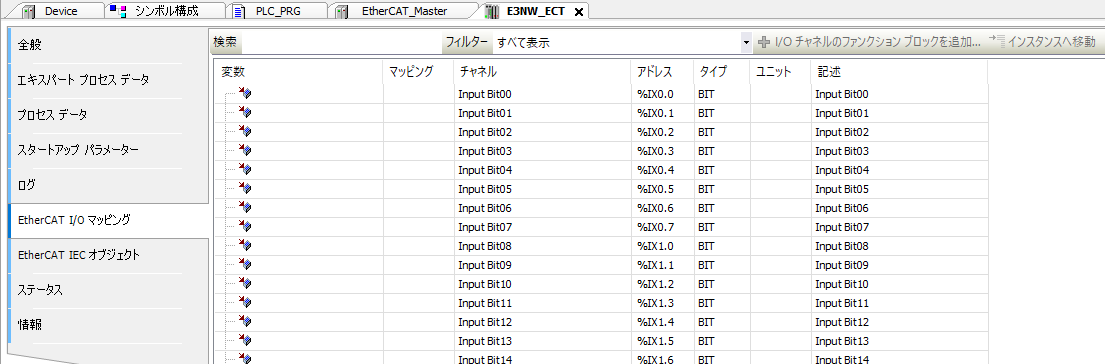 Device シンボル構成 PLC_PRG EtherCAT_Master E3NW_ECT
全般
エキスパート プロセス データ
プロセス データ
スタートアップ パラメーター
ログ
EtherCAT I/O マッピング
EtherCAT IEC オブジェクト
ステータス
情報
検索 フィルター すべて表示 I/O チャネルのファンクション ブロックを追加... インスタンスへ移動
変数 マッピング チャネル アドレス タイプ ユニット 記述
Input Bit00 %IX0.0 BIT Input Bit00
Input Bit01 %IX0.1 BIT Input Bit01
Input Bit02 %IX0.2 BIT Input Bit02
Input Bit03 %IX0.3 BIT Input Bit03
Input Bit04 %IX0.4 BIT Input Bit04
Input Bit05 %IX0.5 BIT Input Bit05
Input Bit06 %IX0.6 BIT Input Bit06
Input Bit07 %IX0.7 BIT Input Bit07
Input Bit08 %IX1.0 BIT Input Bit08
Input Bit09 %IX1.1 BIT Input Bit09
Input Bit10 %IX1.2 BIT Input Bit10
Input Bit11 %IX1.3 BIT Input Bit11
Input Bit12 %IX1.4 BIT Input Bit12
Input Bit13 %IX1.5 BIT Input Bit13
Input Bit14 %IX1.6 BIT Input Bit14